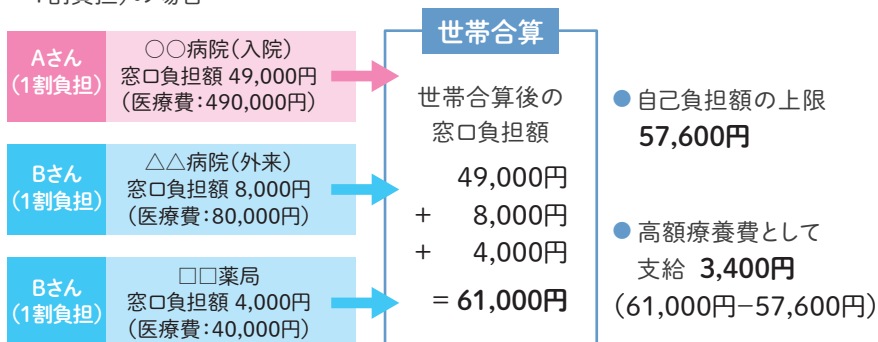 1割負担）の場合
Aさん
（1割負担）
○○病院（入院）
窓口負担額 49,000円
（医療費：490,000円）
Bさん
（1割負担）
△△病院（外来）
窓口負担額 8,000円
（医療費：80,000円）
Bさん
（1割負担）
□□薬局
窓口負担額 4,000円
（医療費：40,000円）
世帯合算
世帯合算後の
窓口負担額
49,000円
+ 8,000円
+ 4,000円
= 61,000円
● 自己負担額の上限
57,600円
● 高額療養費として
支給 3,400円
（61,000円−57,600円）